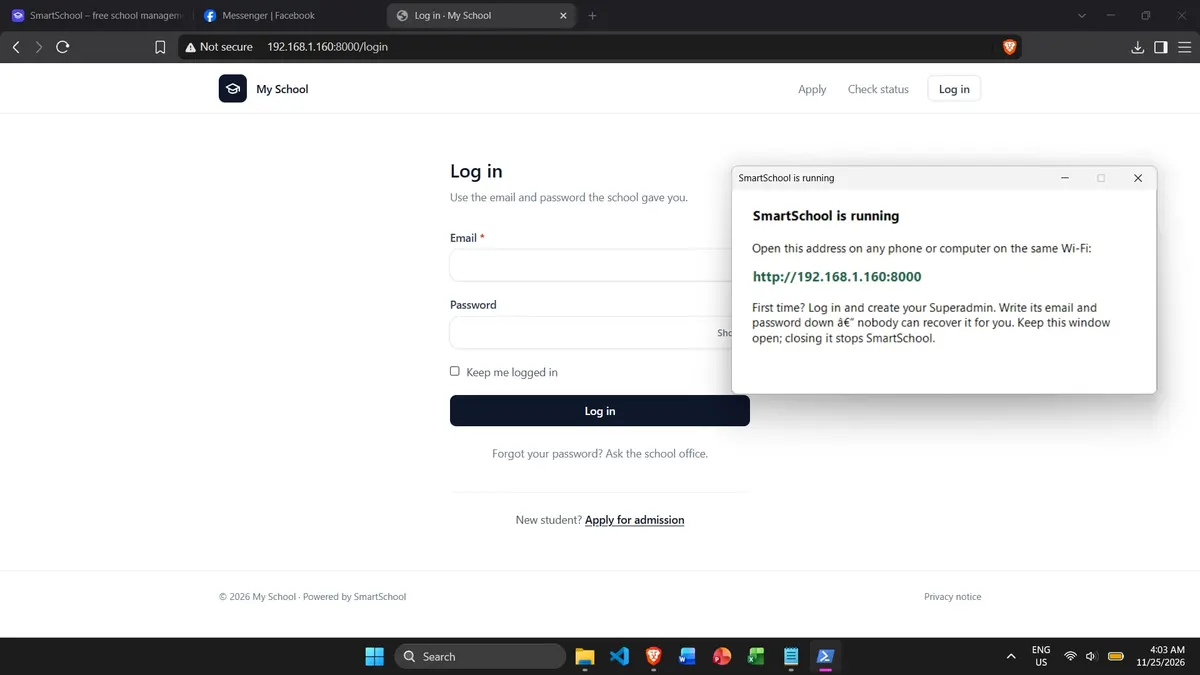 SmartSchool – free school managem
Messenger | Facebook
Log in · My School
Not secure 192.168.1.160:8000/login
My School
Apply
Check status
Log in
Log in
Use the email and password the school gave you.
Email *
Password
Sho
Keep me logged in
Log in
Forgot your password? Ask the school office.
New student? Apply for admission
SmartSchool is running
SmartSchool is running
Open this address on any phone or computer on the same Wi-Fi:
http://192.168.1.160:8000
First time? Log in and create your Superadmin. Write its email and
password down â€" nobody can recover it for you. Keep this window
open; closing it stops SmartSchool.
© 2026 My School · Powered by SmartSchool
Privacy notice
Search
ENG
US
4:03 AM
11/25/2026